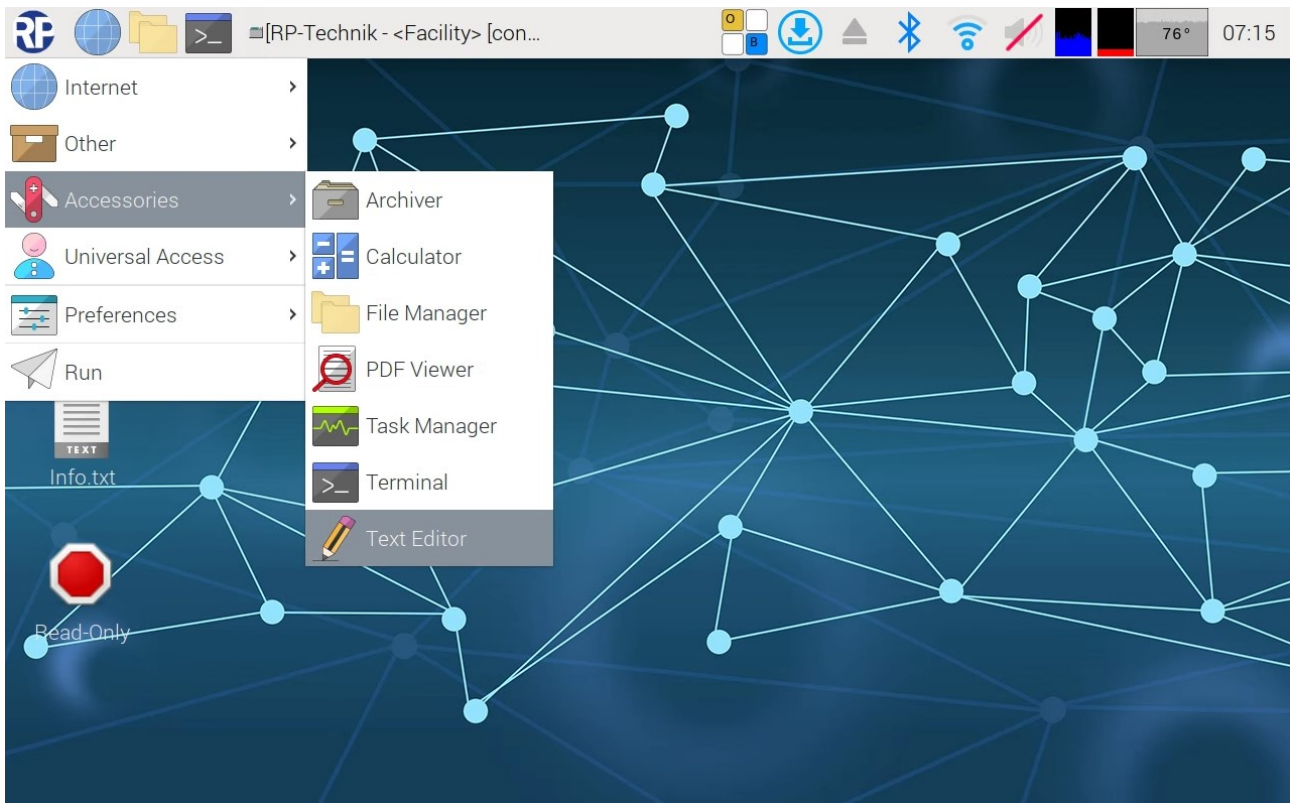 RP
>_
[RP-Technik - <Facility> [con...
O
B
76°
07:15
Internet
Other
Accessories
Universal Access
Preferences
Run
Archiver
Calculator
File Manager
PDF Viewer
Task Manager
>_
Terminal
Text Editor
TEXT
Info.txt
Read-Only